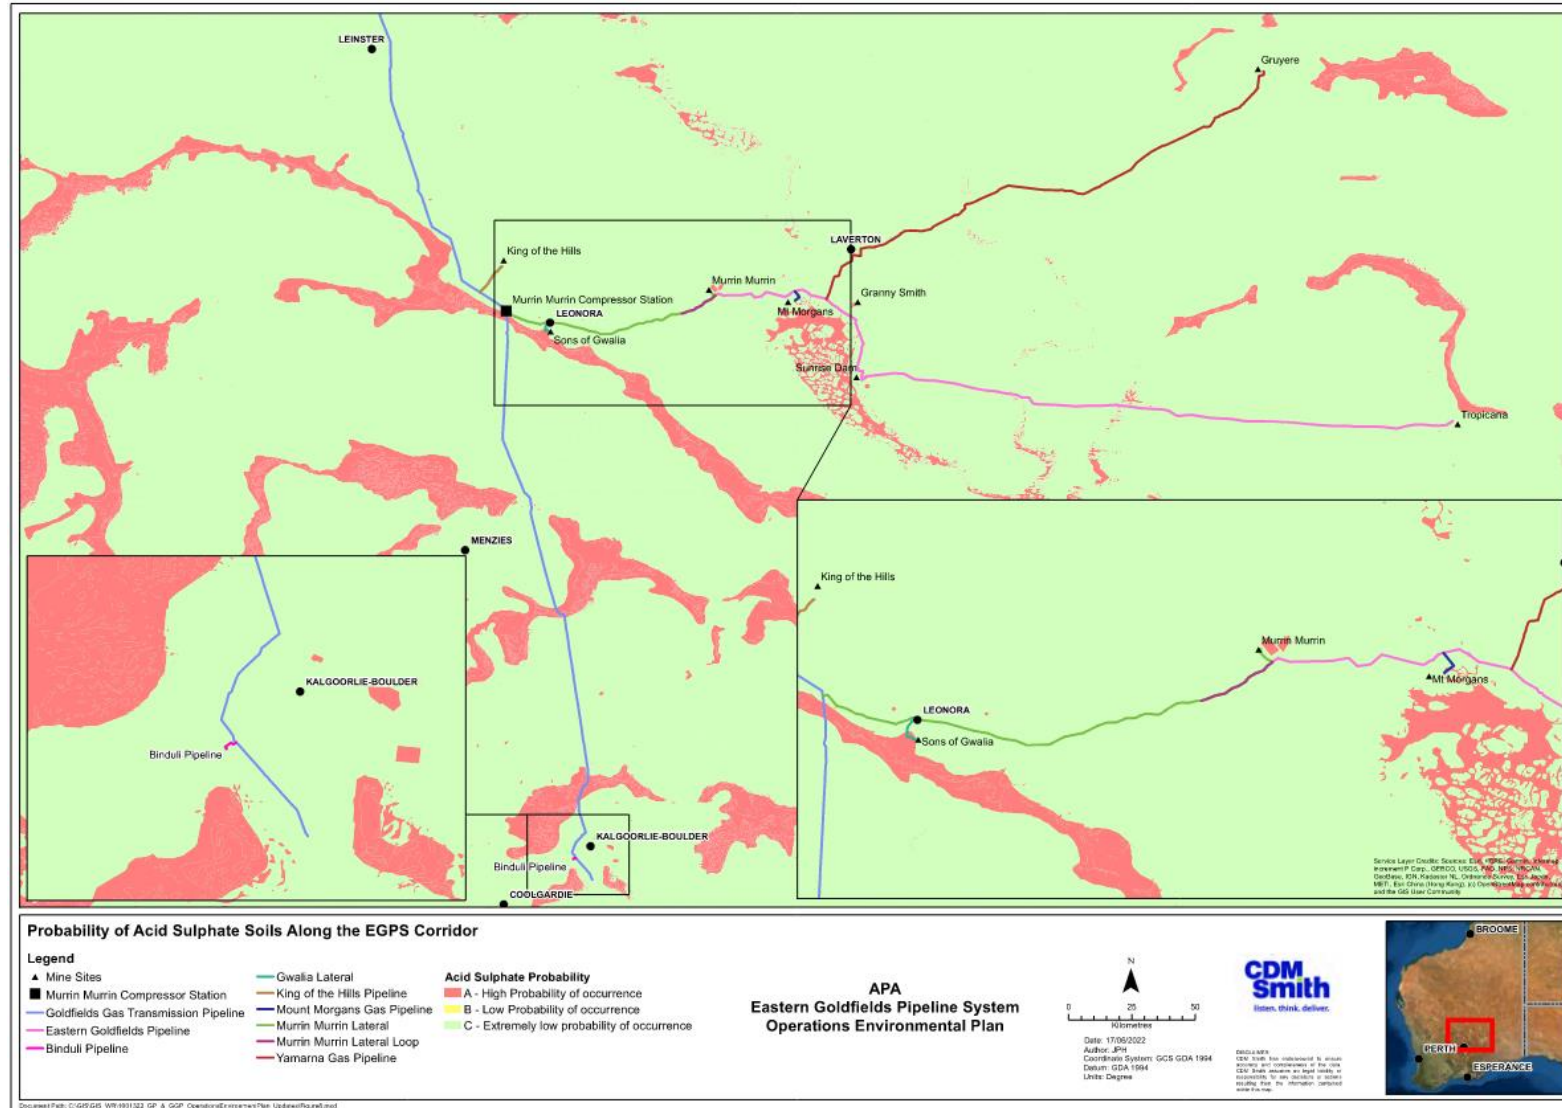 LEINSTER
Gruyere
King of the Hills
LAVERTON
Murrin Murrin
Granny Smith
Murrin Murrin Compressor Station
LEONORA
Mt Morgans
Sons of Gwalia
Sunrise Dam
Tropicana
MENZIES
King of the Hills
Murrin Murrin
Mt Morgans
LEONORA
Sons of Gwalia
KALGOORLIE-BOULDER
Binduli Pipeline
KALGOORLIE-BOULDER
Binduli Pipeline
COOLGARDIE
and the GIS User Community
Probability of Acid Sulphate Soils Along the EGPS Corridor
Legend
Mine Sites
Murrin Murrin Compressor Station
Goldfields Gas Transmission Pipeline
Eastern Goldfields Pipeline
Binduli Pipeline
Gwalia Lateral
King of the Hills Pipeline
Mount Morgans Gas Pipeline
Murrin Murrin Lateral
Murrin Murrin Lateral Loop
Yamarna Gas Pipeline
Acid Sulphate Probability
A - High Probability of occurrence
B - Low Probability of occurrence
C - Extremely low probability of occurrence
APA
Eastern Goldfields Pipeline System
Operations Environmental Plan
N
0 25 50
Kilometres
Date: 17/06/2022
Author: JPH
Coordinate System: GCS GDA 1994
Datum: GDA 1994
Units: Degree
CDM
Smith
listen. think. deliver.
DISCLAIMER
BROOME
PERTH
ESPERANCE